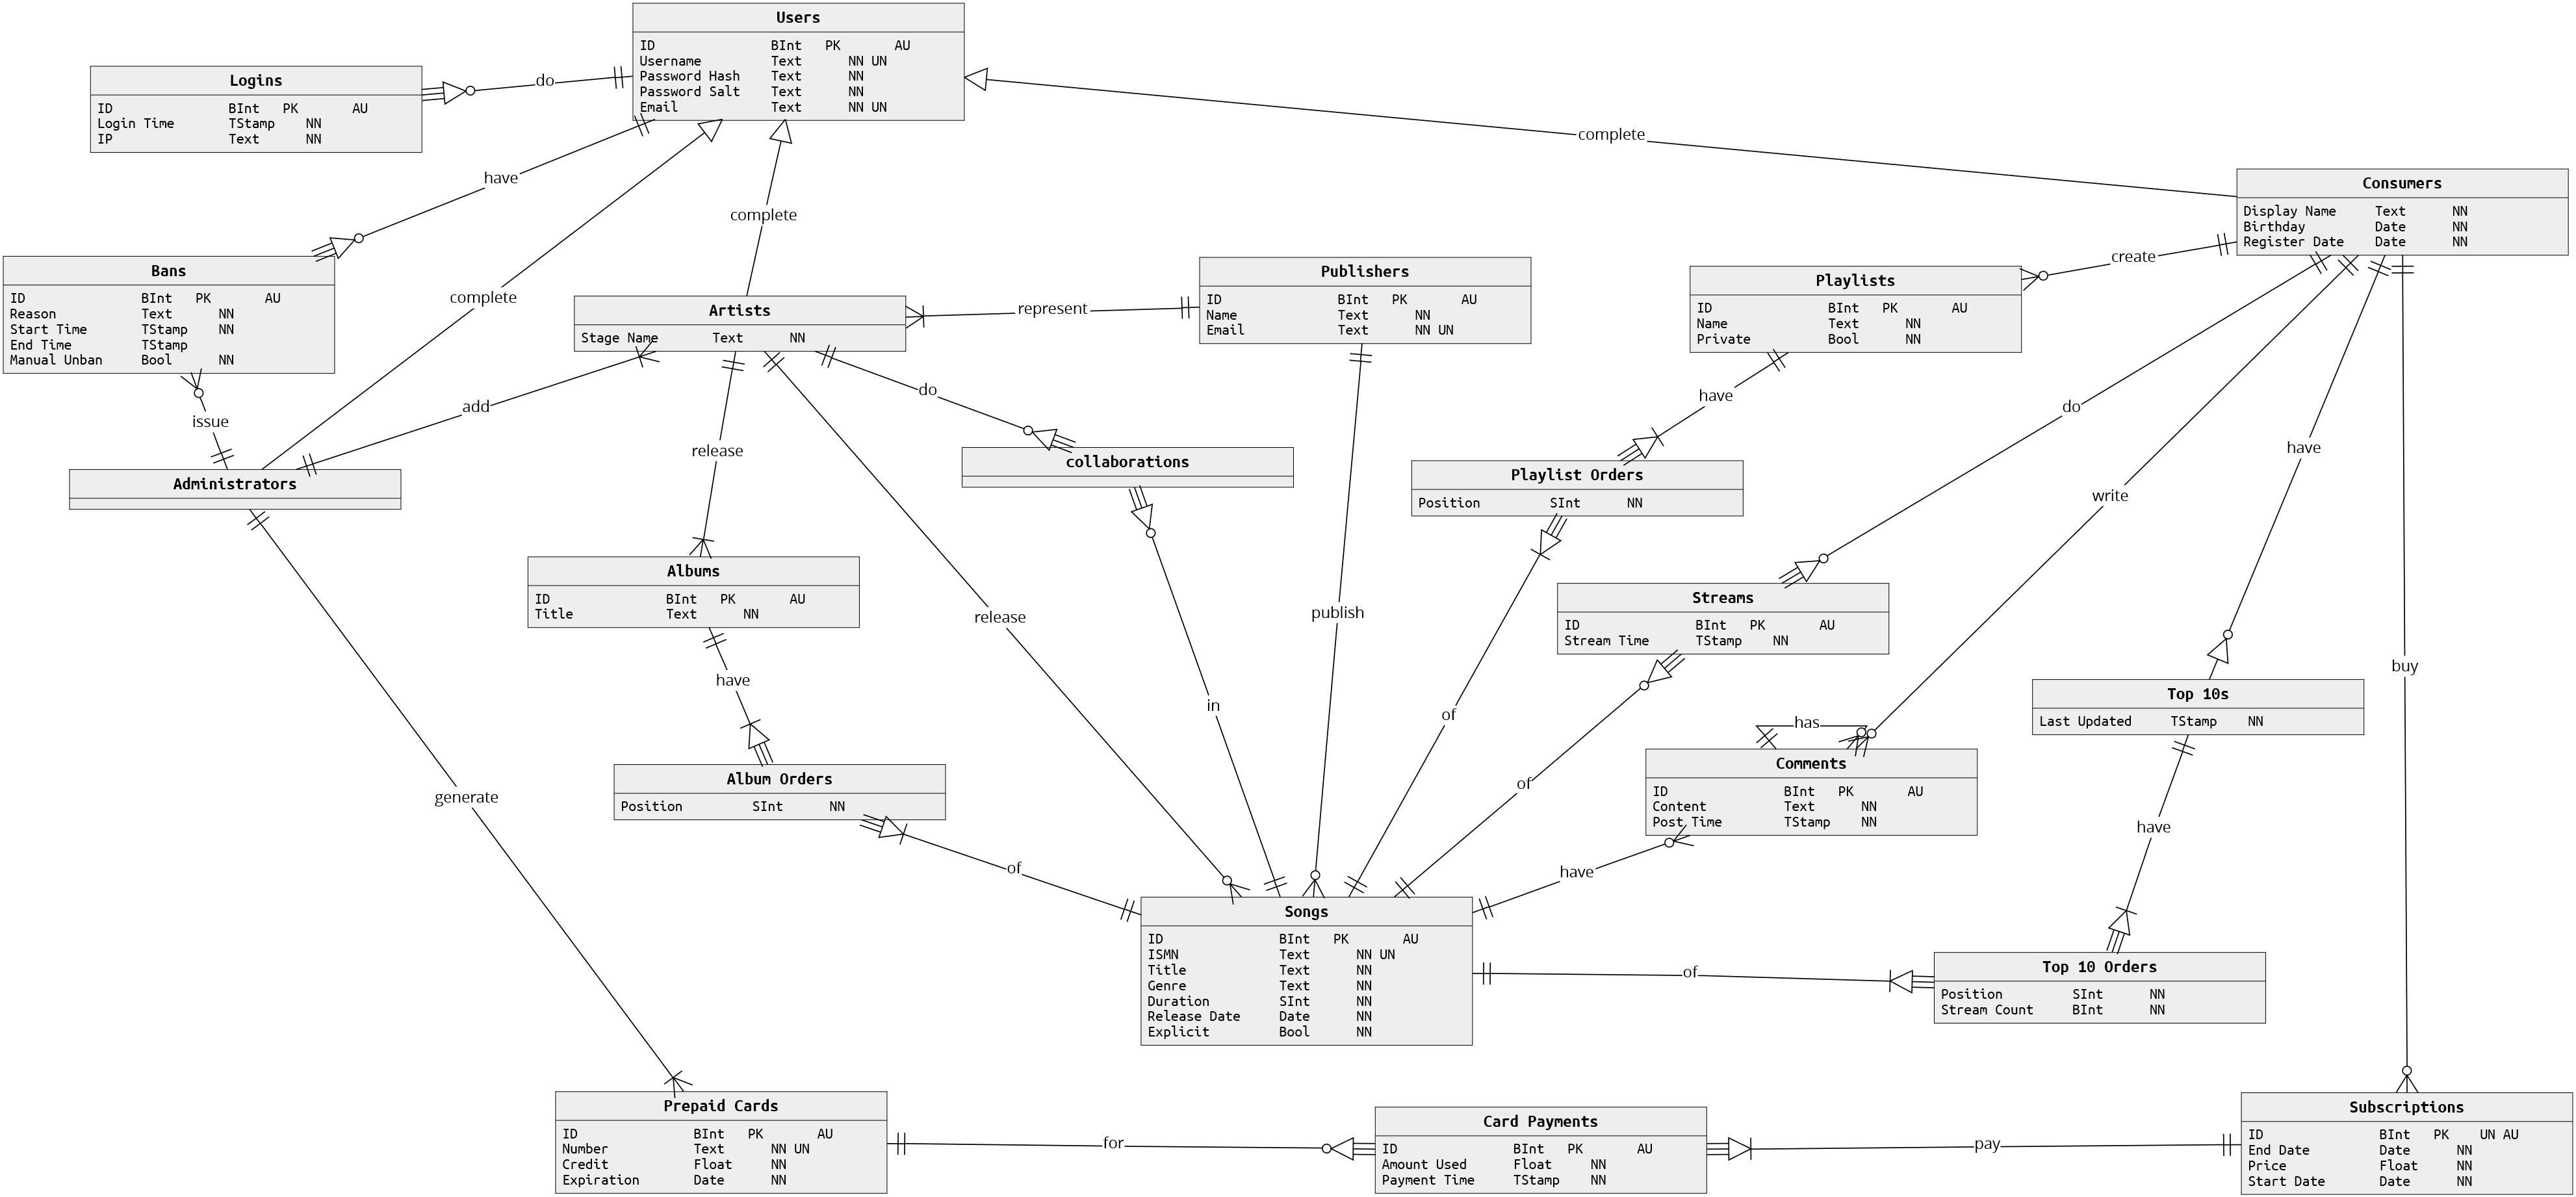 Users
ID BInt PK AU
Username Text NN UN
Password Hash Text NN
Password Salt Text NN
Email Text NN UN
Logins
ID BInt PK AU
Login Time TStamp NN
IP Text NN
do
complete
have
Consumers
Display Name Text NN
Birthday Date NN
Register Date Date NN
complete
create
Bans
ID BInt PK AU
Reason Text NN
Start Time TStamp NN
End Time TStamp
Manual Unban Bool NN
complete
Artists
Stage Name Text NN
represent
Publishers
ID BInt PK AU
Name Text NN
Email Text NN UN
Playlists
ID BInt PK AU
Name Text NN
Private Bool NN
issue
add
do
have
do
have
release
collaborations
Administrators
Playlist Orders
Position SInt NN
write
Albums
ID BInt PK AU
Title Text NN
release
publish
Streams
ID BInt PK AU
Stream Time TStamp NN
buy
have
in
of
Top 10s
Last Updated TStamp NN
has
Album Orders
Position SInt NN
of
Comments
ID BInt PK AU
Content Text NN
Post Time TStamp NN
generate
have
of
have
Songs
ID BInt PK AU
ISMN Text NN UN
Title Text NN
Genre Text NN
Duration SInt NN
Release Date Date NN
Explicit Bool NN
of
Top 10 Orders
Position SInt NN
Stream Count BInt NN
Prepaid Cards
ID BInt PK AU
Number Text NN UN
Credit Float NN
Expiration Date NN
for
Card Payments
ID BInt PK AU
Amount Used Float NN
Payment Time TStamp NN
pay
Subscriptions
ID BInt PK UN AU
End Date Date NN
Price Float NN
Start Date Date NN